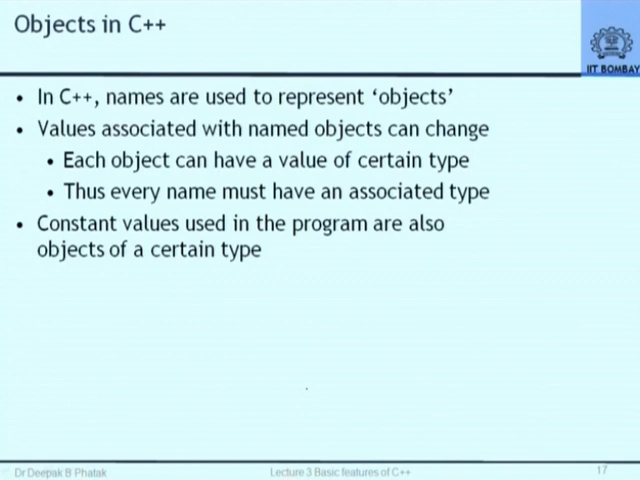 Objects in C++
IIT BOMBAY
• In C++, names are used to represent ‘objects’
• Values associated with named objects can change
• Each object can have a value of certain type
• Thus every name must have an associated type
• Constant values used in the program are also
objects of a certain type
Dr Deepak B Phatak
Lecture 3 Basic features of C++
17